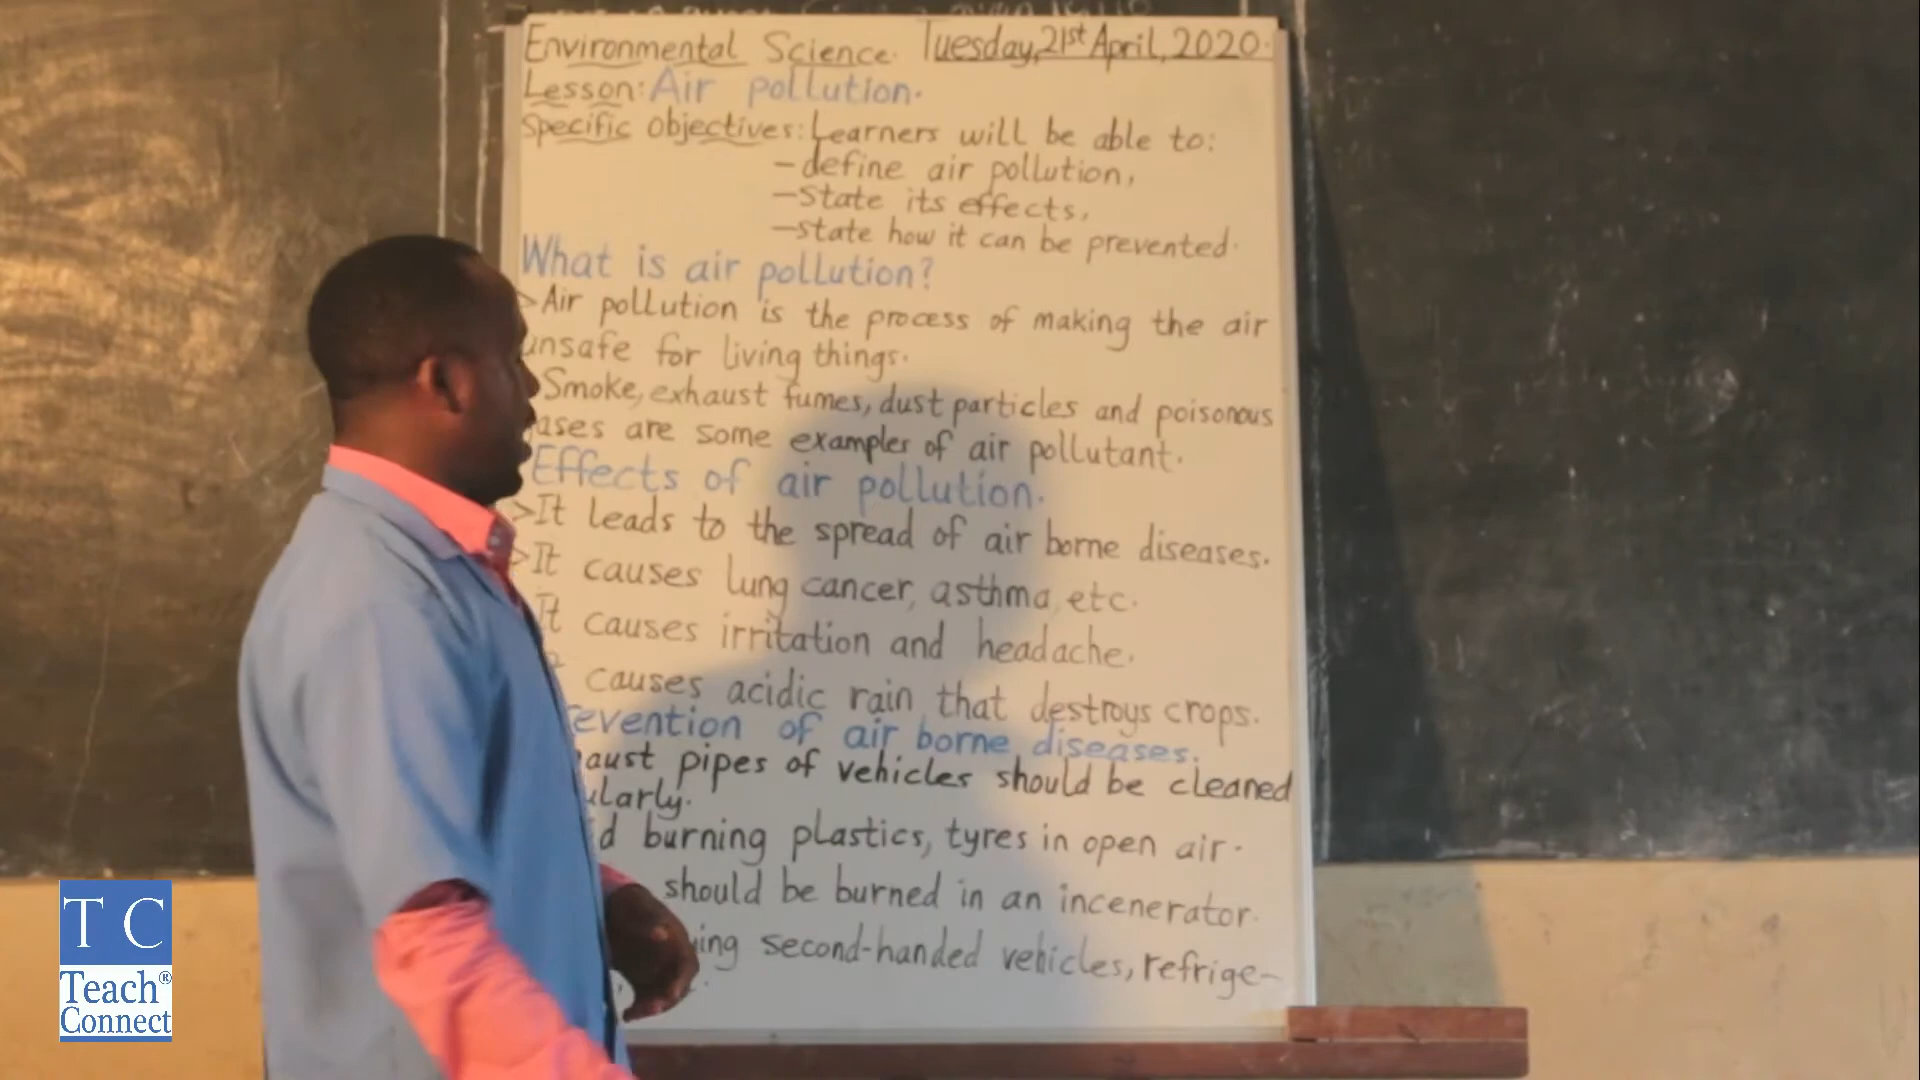 Environmental Science. Tuesday, 21st April, 2020.
Lesson: Air pollution.
Specific Objectives: Learners will be able to:
- define air pollution,
- State its effects,
- state how it can be prevented.
What is air pollution?
> Air pollution is the process of making the air
unsafe for living things.
Smoke, exhaust fumes, dust particles and poisonous
ases are some examples of air pollutant.
Effects of air pollution.
> It leads to the spread of air borne diseases.
> It causes lung cancer, asthma, etc.
It causes irritation and headache.
causes acidic rain that destroys crops.
evention of air borne diseases.
aust pipes of vehicles should be cleaned
ularly.
d burning plastics, tyres in open air.
should be burned in an incenerator.
ing second-handed vehicles, refrige-
T C
Teach®
Connect